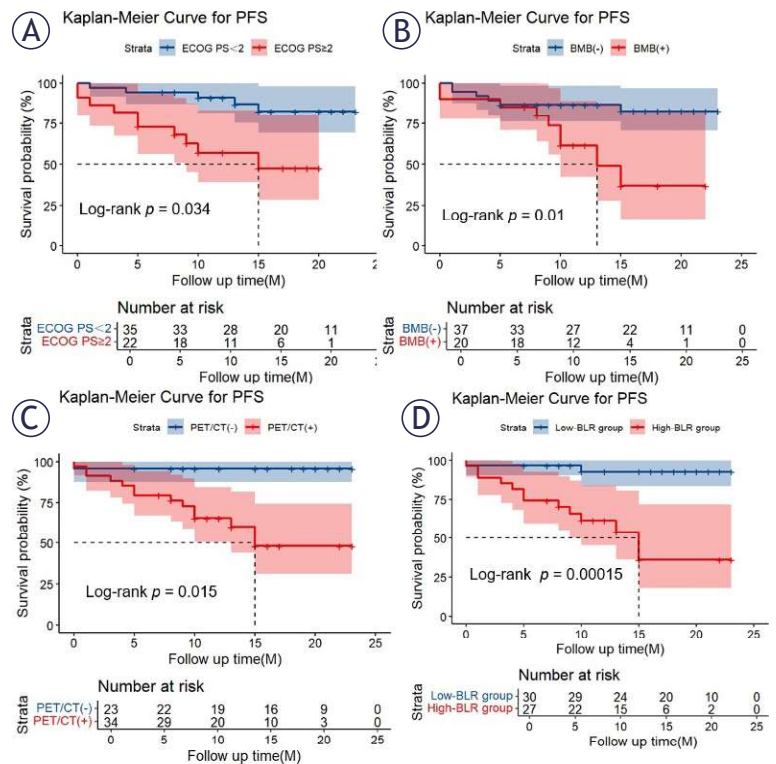 A
Kaplan-Meier Curve for PFS
Strata ECOG PS<2 ECOG PS≥2
Survival probability (%)
100
75
50
25
0
Log-rank p = 0.034
0 5 10 15 20 2
Follow up time(M)
Number at risk
Strata
ECOG PS<2 35 33 28 20 11
ECOG PS≥2 22 18 11 6 1
0 5 10 15 20
Follow up time(M)
B
Kaplan-Meier Curve for PFS
Strata BMB(-) BMB(+)
Survival probability (%)
100
75
50
25
0
Log-rank p = 0.01
0 5 10 15 20 25
Follow up time(M)
Number at risk
Strata
BMB(-) 37 33 27 22 11 0
BMB(+) 20 18 12 4 1 0
0 5 10 15 20 25
Follow up time(M)
C
Kaplan-Meier Curve for PFS
Strata PET/CT(-) PET/CT(+)
Survival probability (%)
100
75
50
25
0
Log-rank p = 0.015
0 5 10 15 20 25
Follow up time(M)
Number at risk
Strata
PET/CT(-) 23 22 19 16 9 0
PET/CT(+) 34 29 20 10 3 0
0 5 10 15 20 25
Follow up time(M)
D
Kaplan-Meier Curve for PFS
Strata Low-BLR group High-BLR group
Survival probability (%)
100
75
50
25
0
Log-rank p = 0.00015
0 5 10 15 20 25
Follow up time(M)
Number at risk
Strata
Low-BLR group 30 29 24 20 10 0
High-BLR group 27 22 15 6 2 0
0 5 10 15 20 25
Follow up time(M)